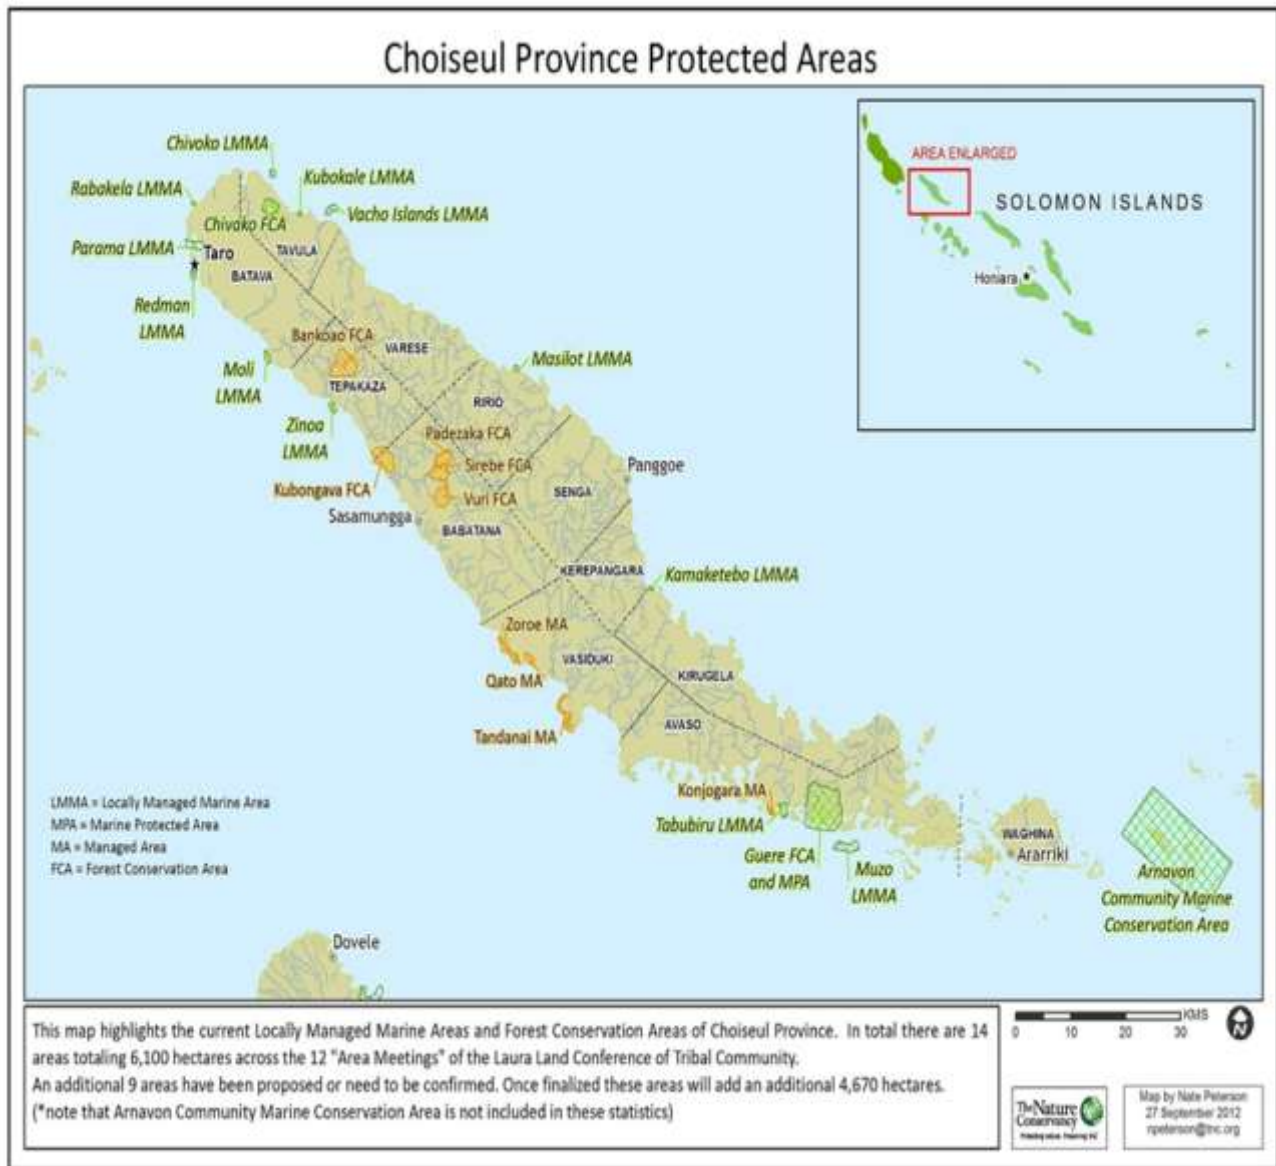 Choiseul Province Protected Areas
Chivoko LMMA
Kubokale LMMA
Rabakela LMMA
Vacho Islands LMMA
Chivoko FCA
Parama LMMA
Taro
TAVULA
BATAVA
Redman
LMMA
Bankoao FCA
VARESE
Moli
LMMA
TEPAKAZA
Masilot LMMA
RIRIO
Zinoa
LMMA
Padezaka FCA
Sirebe FCA
Panggoe
Kubongava FCA
Vuri FCA
SENGA
Sasamungga
BABATANA
KEREPANGARA
Kamaketebo LMMA
Zoroe MA
VASIDUKI
Qato MA
KIRUGELA
AVASO
Tandanai MA
Konjogara MA
Tabubiru LMMA
Guere FCA
and MPA
Muzo
LMMA
WAGHINA
Ararriki
Arnavon
Community Marine
Conservation Area
Dovele
AREA ENLARGED
SOLOMON ISLANDS
Honiara
LMMA = Locally Managed Marine Area
MPA = Marine Protected Area
MA = Managed Area
FCA = Forest Conservation Area
This map highlights the current Locally Managed Marine Areas and Forest Conservation Areas of Choiseul Province. In total there are 14
areas totaling 6,100 hectares across the 12 "Area Meetings" of the Laura Land Conference of Tribal Community.
An additional 9 areas have been proposed or need to be confirmed. Once finalized these areas will add an additional 4,670 hectares.
(*note that Arnavon Community Marine Conservation Area is not included in these statistics)
KMS
0 10 20 30
N
The Nature
Conservancy
Protecting nature. Preserving life.
Map by Nate Peterson
27 September 2012
npeterson@tnc.org